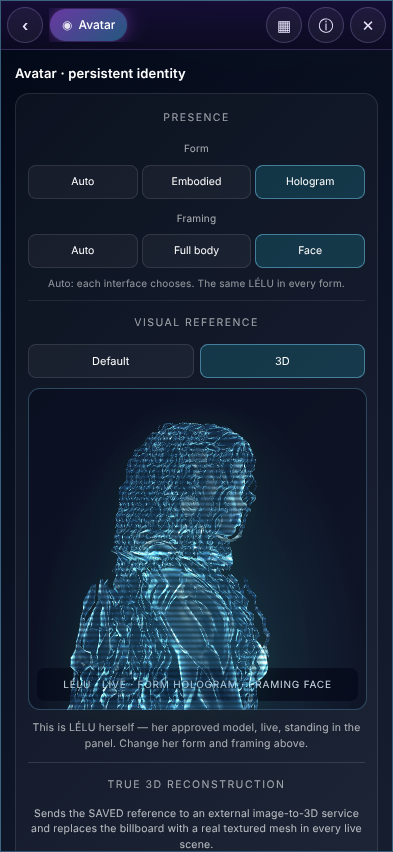 Avatar
Avatar · persistent identity
PRESENCE
Form
Auto Embodied Hologram
Framing
Auto Full body Face
Auto: each interface chooses. The same LÉLU in every form.
VISUAL REFERENCE
Default 3D
LÉLU · LIVE · FORM HOLOGRAM · FRAMING FACE
This is LÉLU herself — her approved model, live, standing in the
panel. Change her form and framing above.
TRUE 3D RECONSTRUCTION
Sends the SAVED reference to an external image-to-3D service
and replaces the billboard with a real textured mesh in every live
scene.